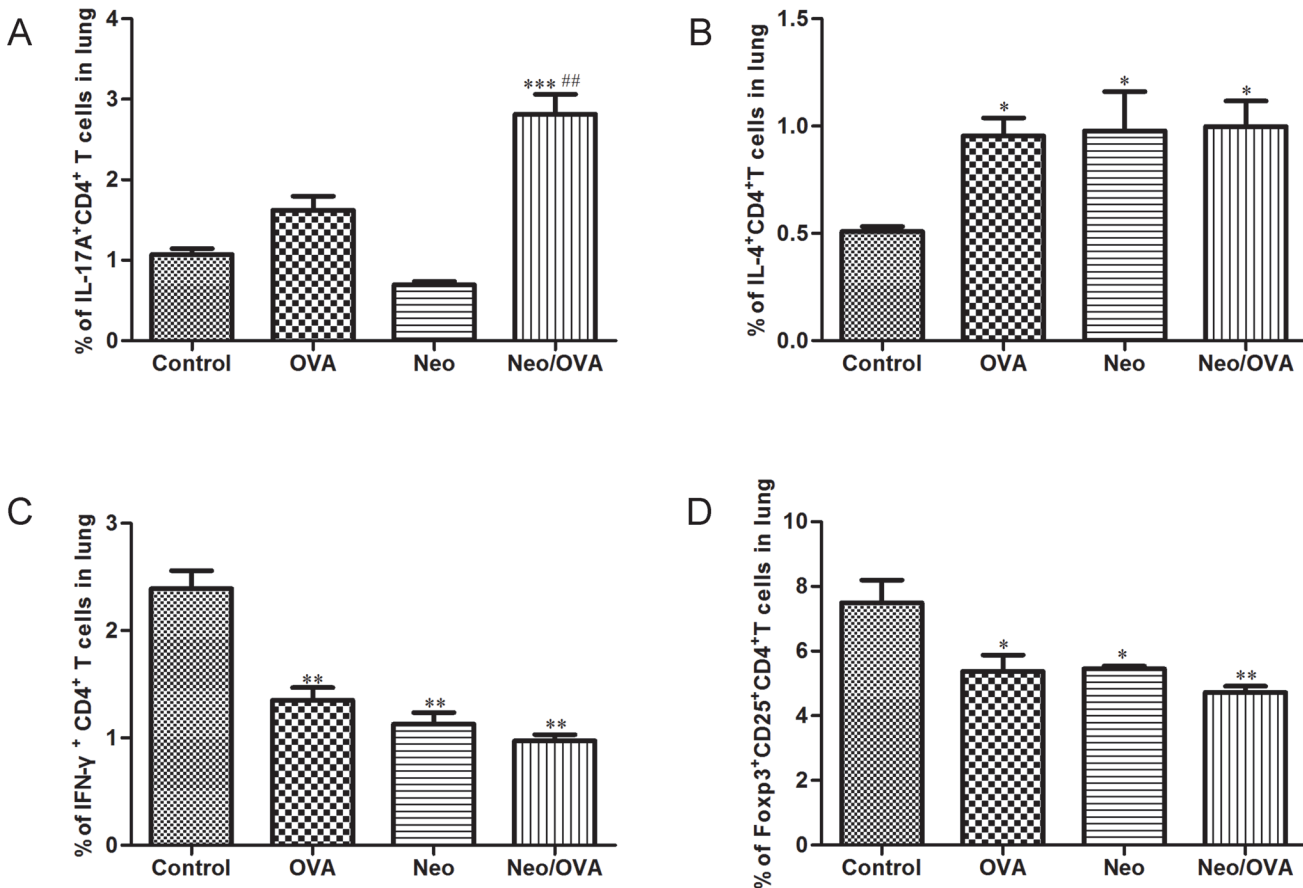 A
% of IL-17A⁺CD4⁺ T cells in lung
4
3
2
1
0
*** ##
Control OVA Neo Neo/OVA
B
% of IL-4⁺CD4⁺T cells in lung
1.5
1.0
0.5
0.0
* * *
Control OVA Neo Neo/OVA
C
% of IFN-γ ⁺ CD4⁺ T cells in lung
3
2
1
0
** ** **
Control OVA Neo Neo/OVA
D
% of Foxp3⁺CD25⁺CD4⁺T cells in lung
10
8
6
4
2
0
* * **
Control OVA Neo Neo/OVA